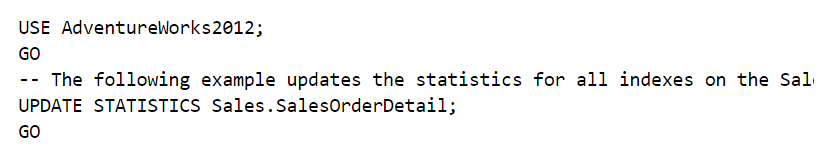 USE AdventureWorks2012;
GO
-- The following example updates the statistics for all indexes on the
UPDATE STATISTICS Sales.SalesOrderDetail;
GO